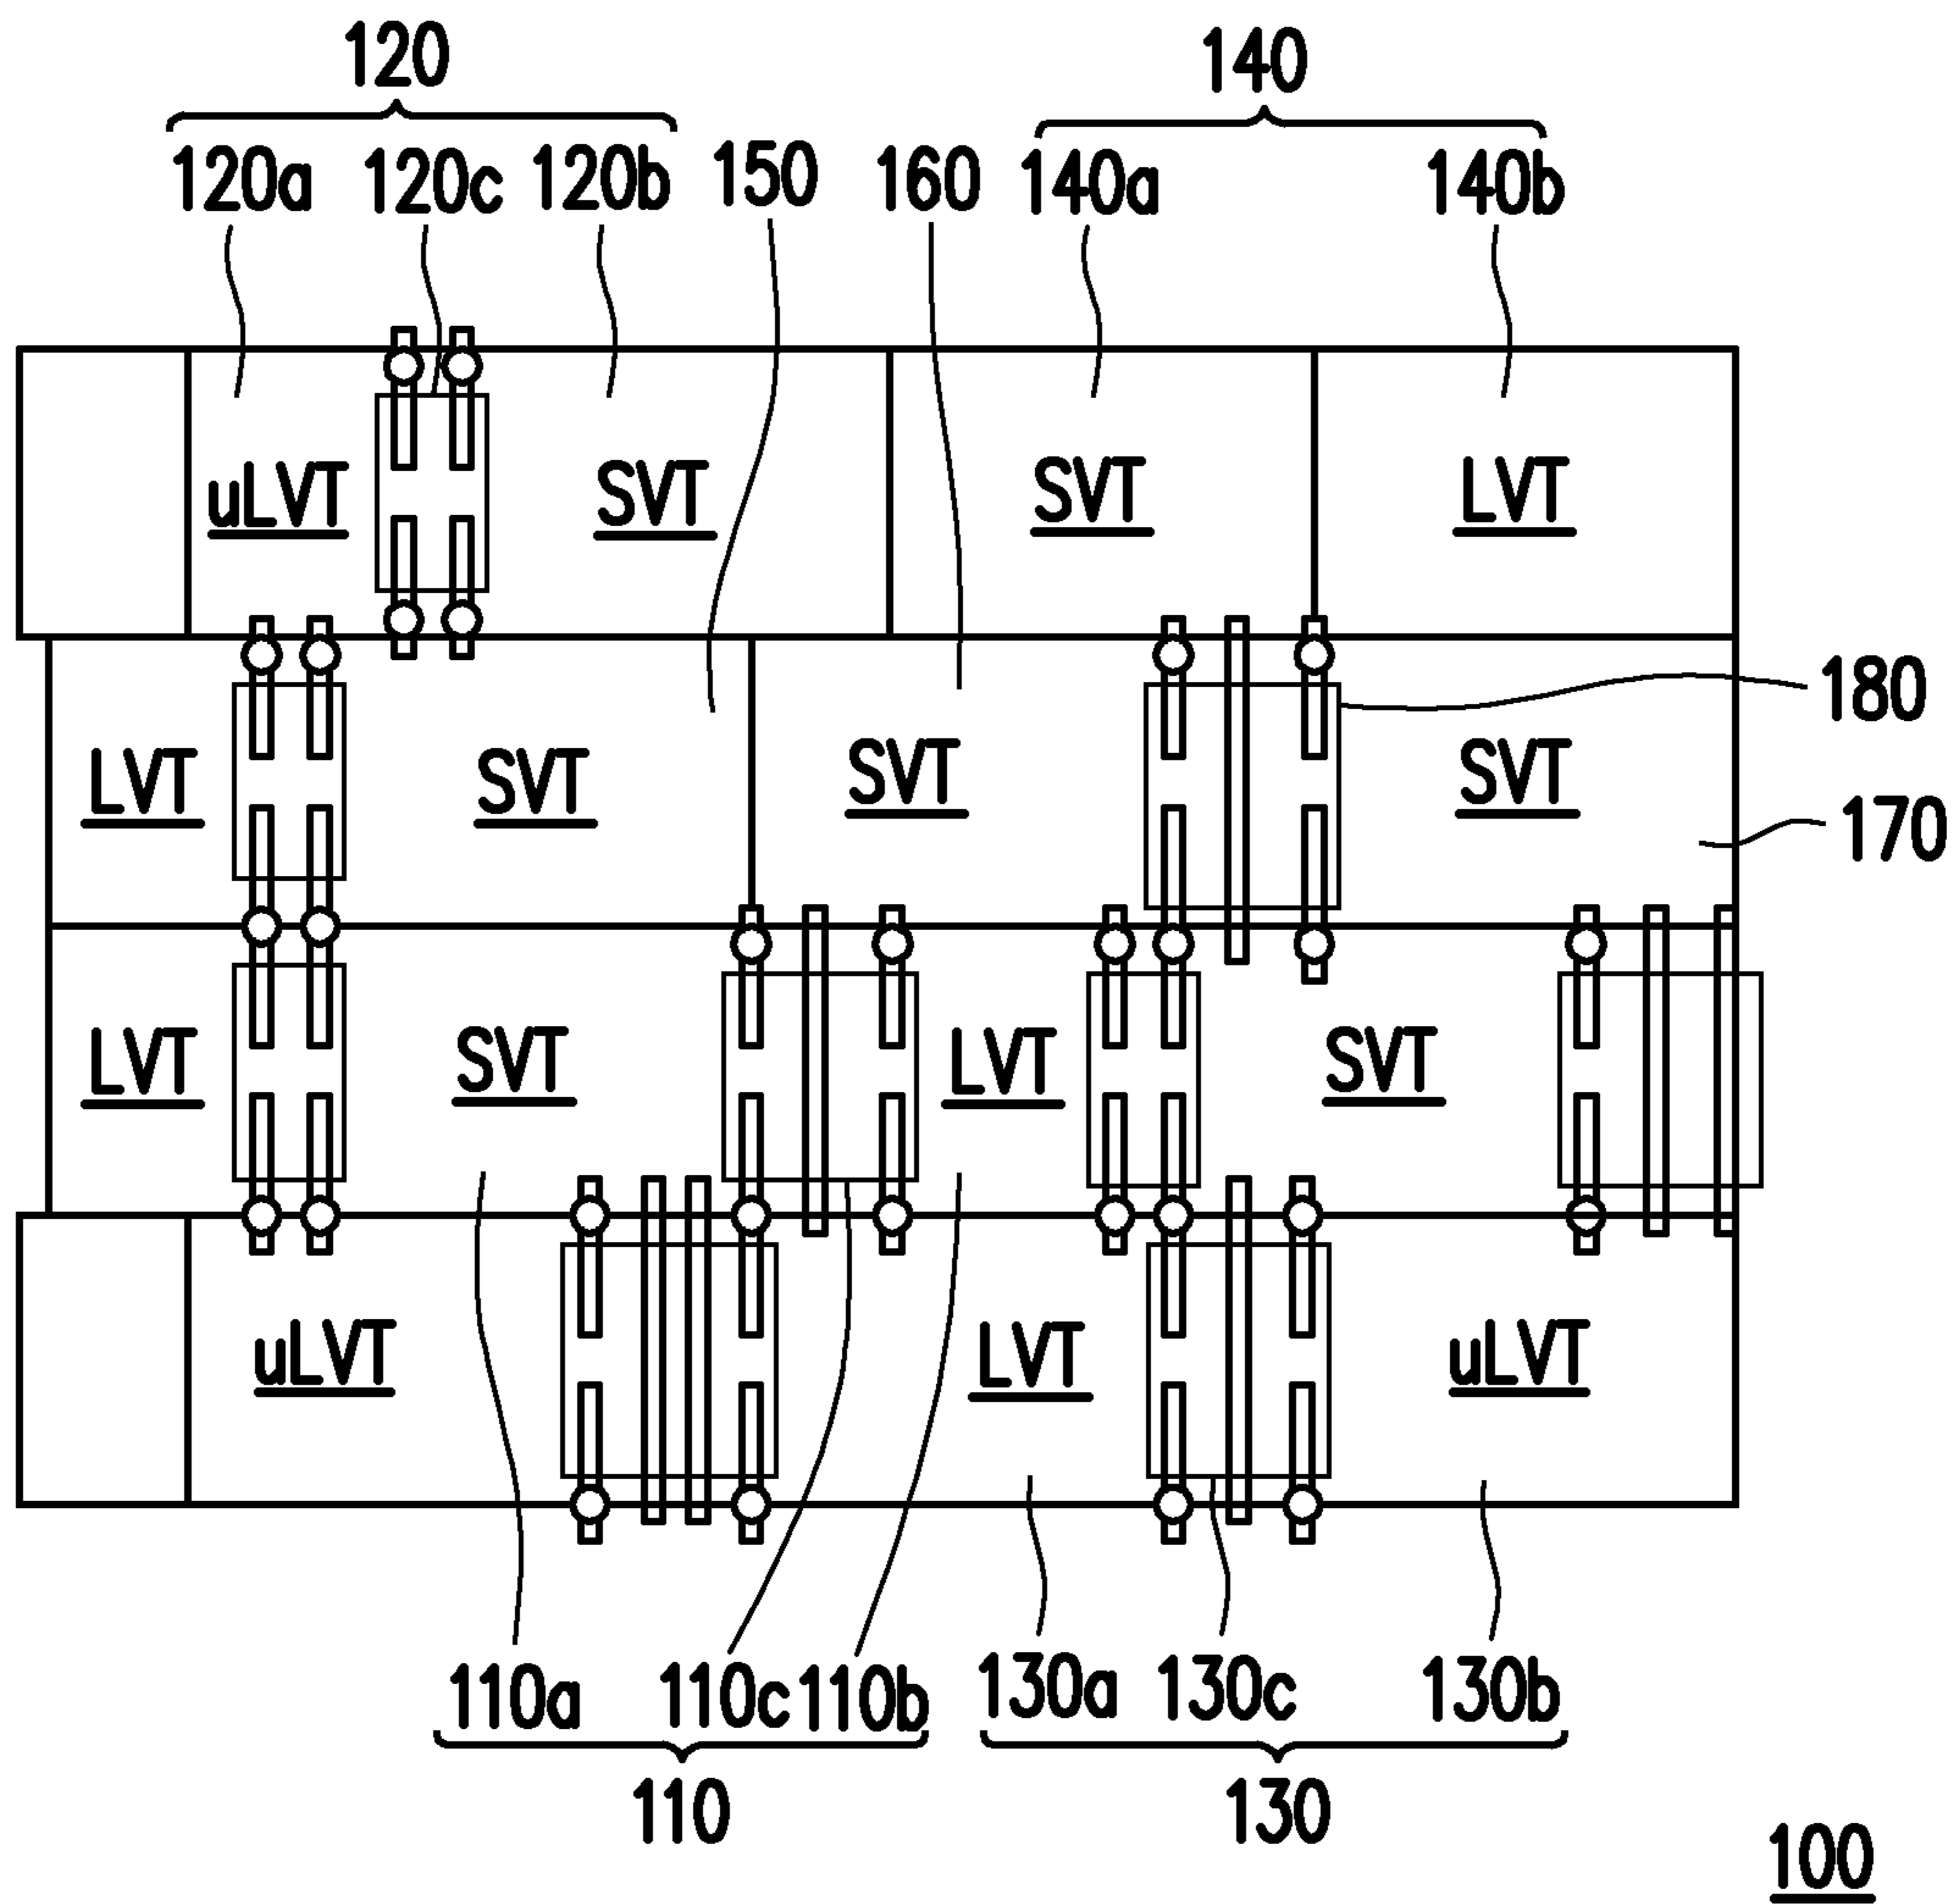 120 140
120a 120c 120b 150 160 140a 140b
uLVT SVT SVT LVT
180
LVT SVT SVT SVT
170
LVT SVT LVT SVT
uLVT LVT uLVT
110a 110c 110b 130a 130c 130b
110 130
100